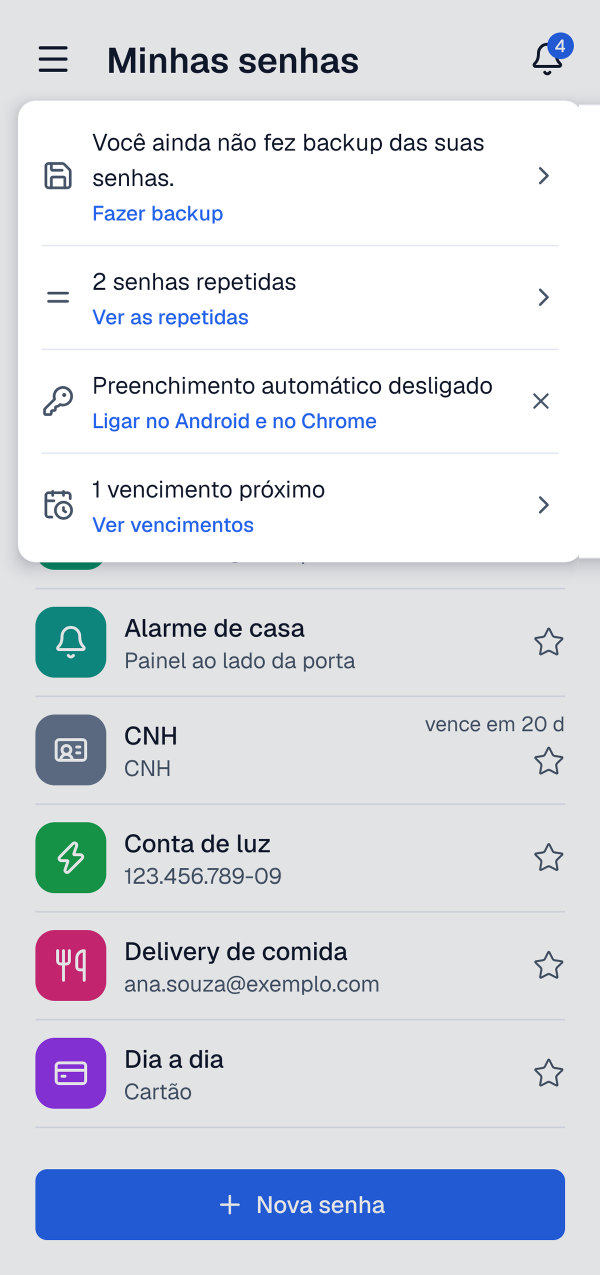 Minhas senhas
4
Você ainda não fez backup das suas
senhas.
Fazer backup
2 senhas repetidas
Ver as repetidas
Preenchimento automático desligado
Ligar no Android e no Chrome
1 vencimento próximo
Ver vencimentos
Alarme de casa
Painel ao lado da porta
vence em 20 d
CNH
CNH
Conta de luz
123.456.789-09
Delivery de comida
ana.souza@exemplo.com
Dia a dia
Cartão
Nova senha